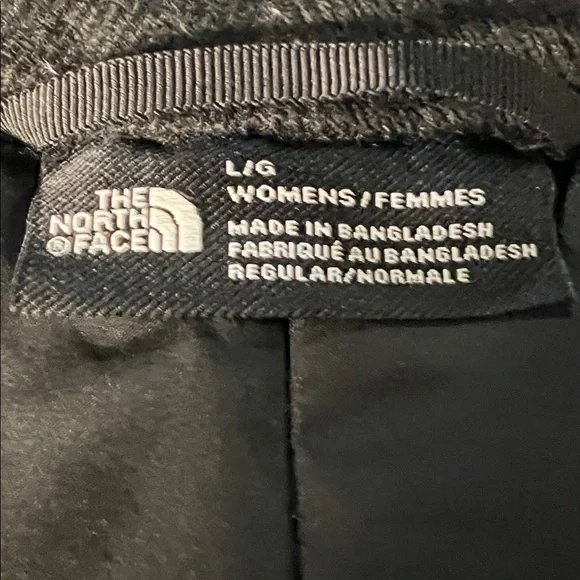 THE
NORTH
® FACE
L/G
WOMENS/FEMMES
MADE IN BANGLADESH
FABRIQUÉ AU BANGLADESH
REGULAR/NORMALE